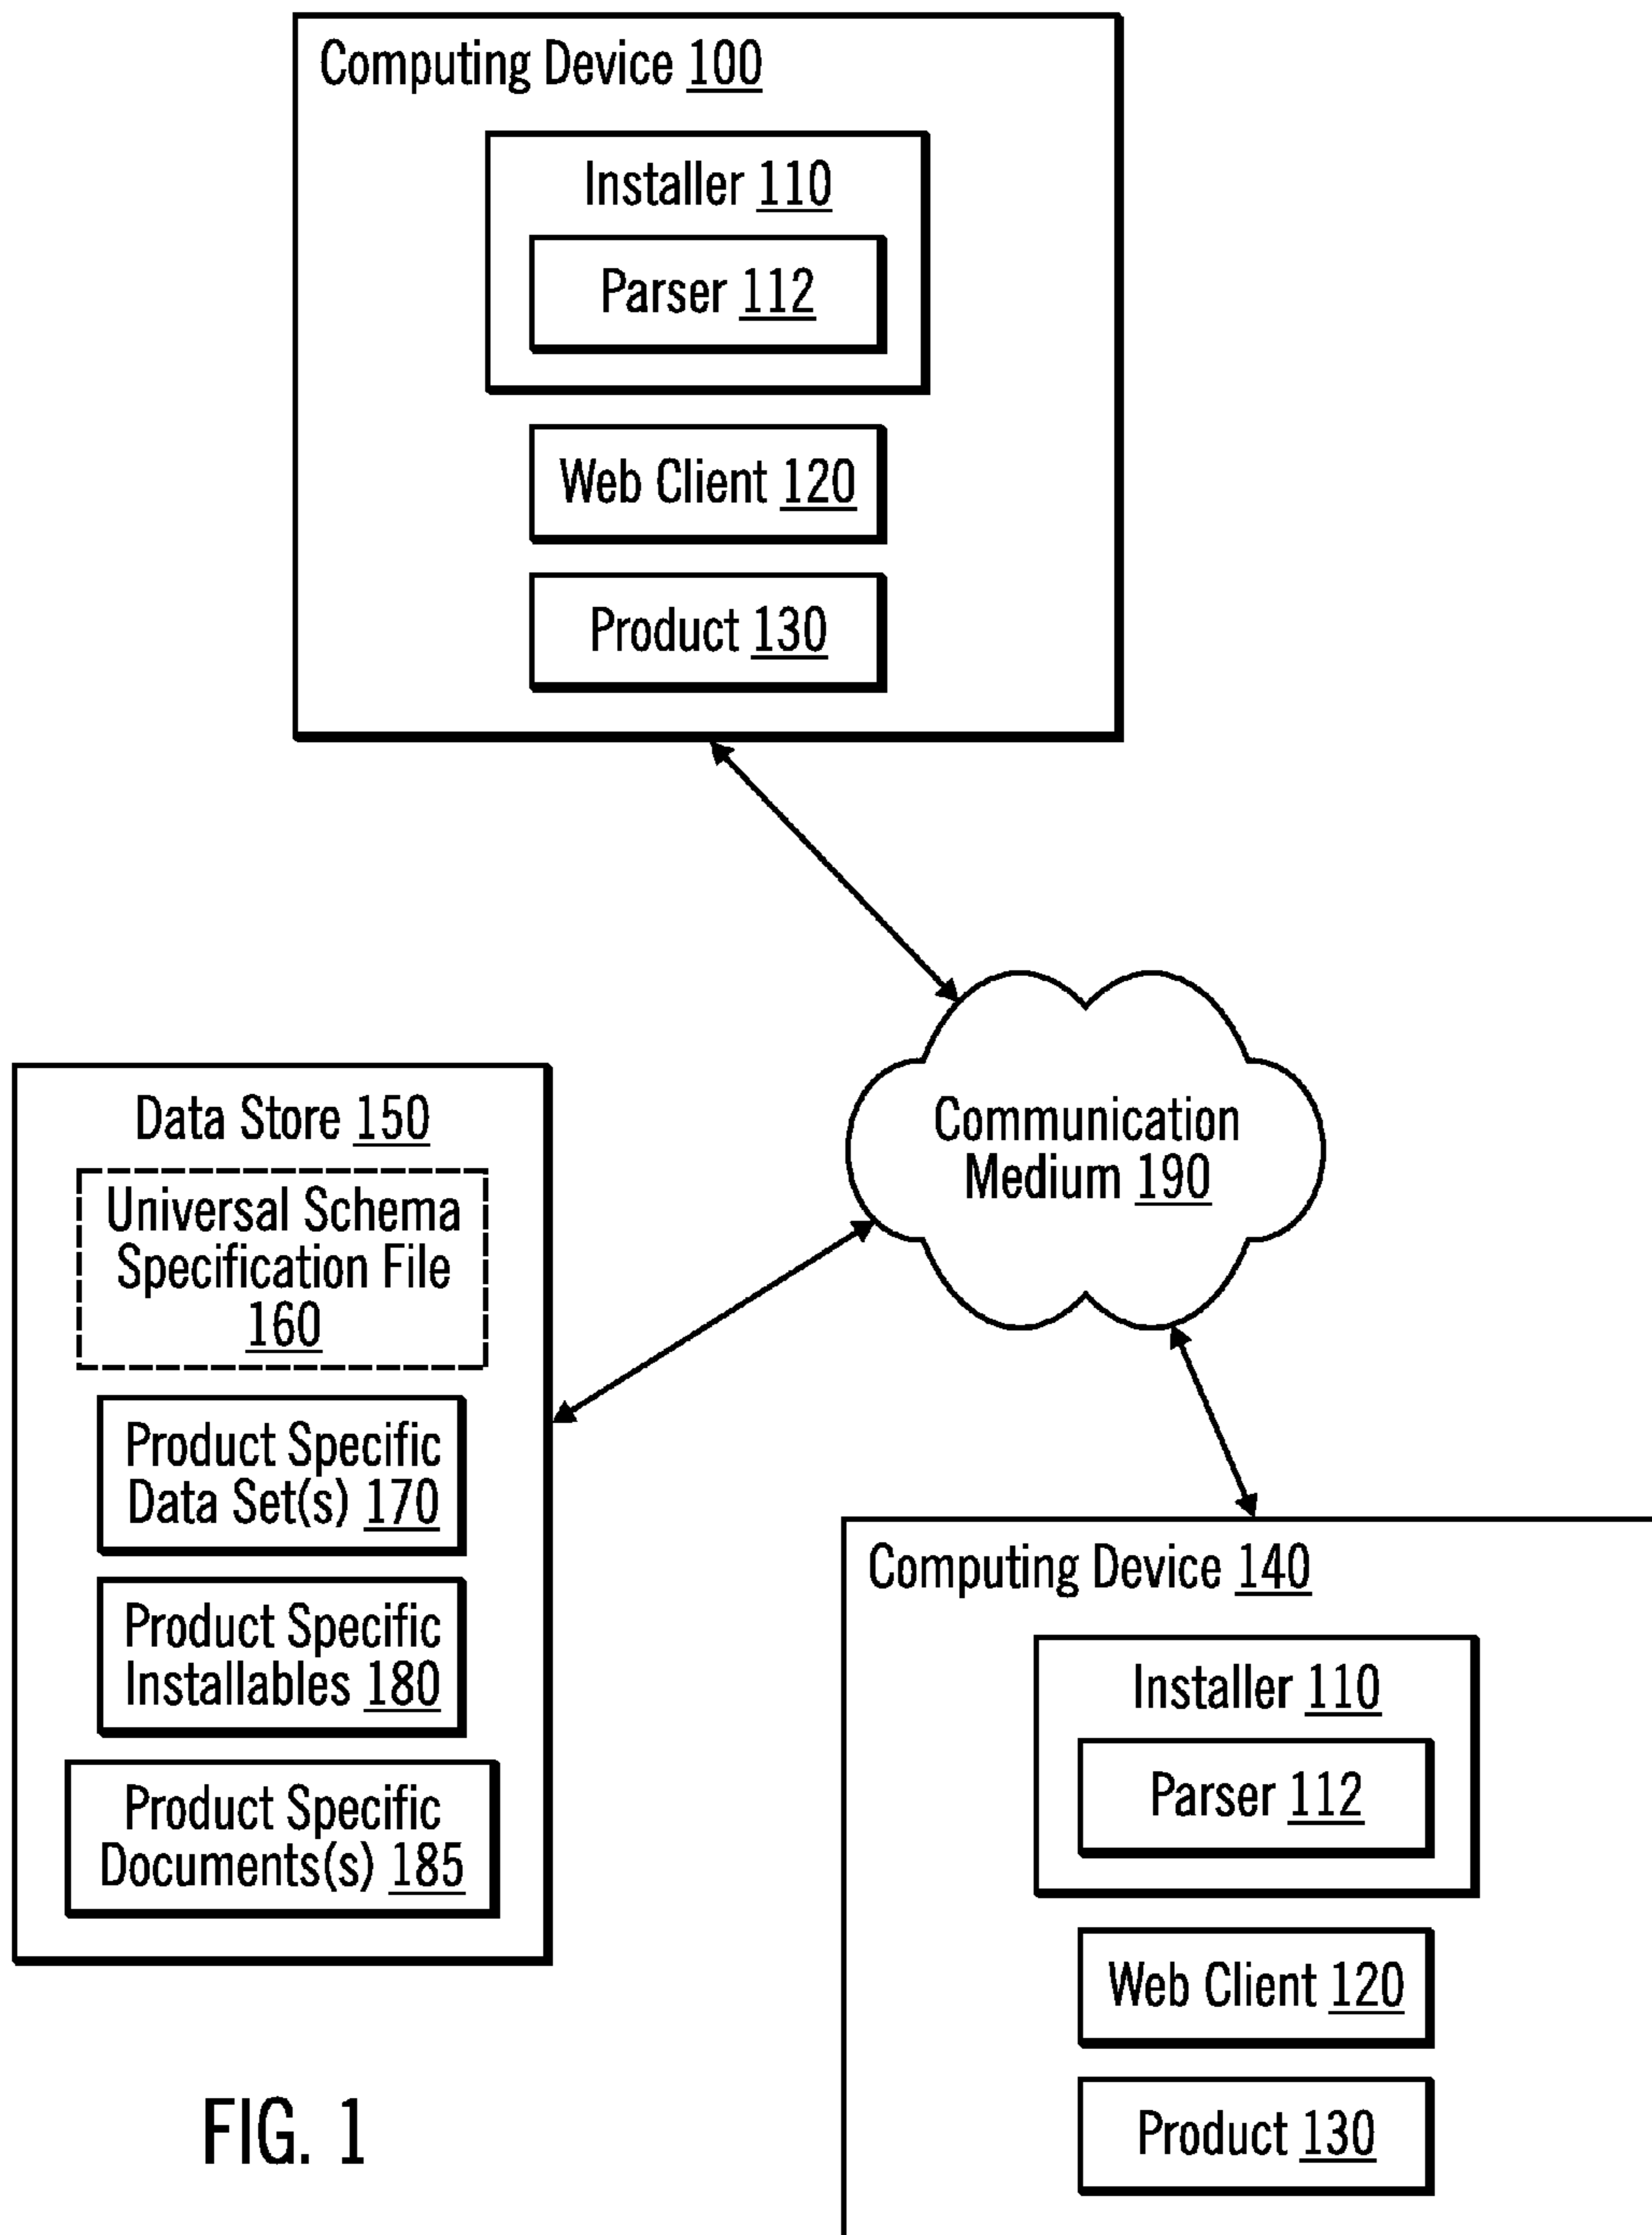 Computing Device 100
Installer 110
Parser 112
Web Client 120
Product 130
Communication
Medium 190
Data Store 150
Universal Schema
Specification File
160
Product Specific
Data Set(s) 170
Product Specific
Installables 180
Product Specific
Documents(s) 185
Computing Device 140
Installer 110
Parser 112
Web Client 120
Product 130
FIG. 1